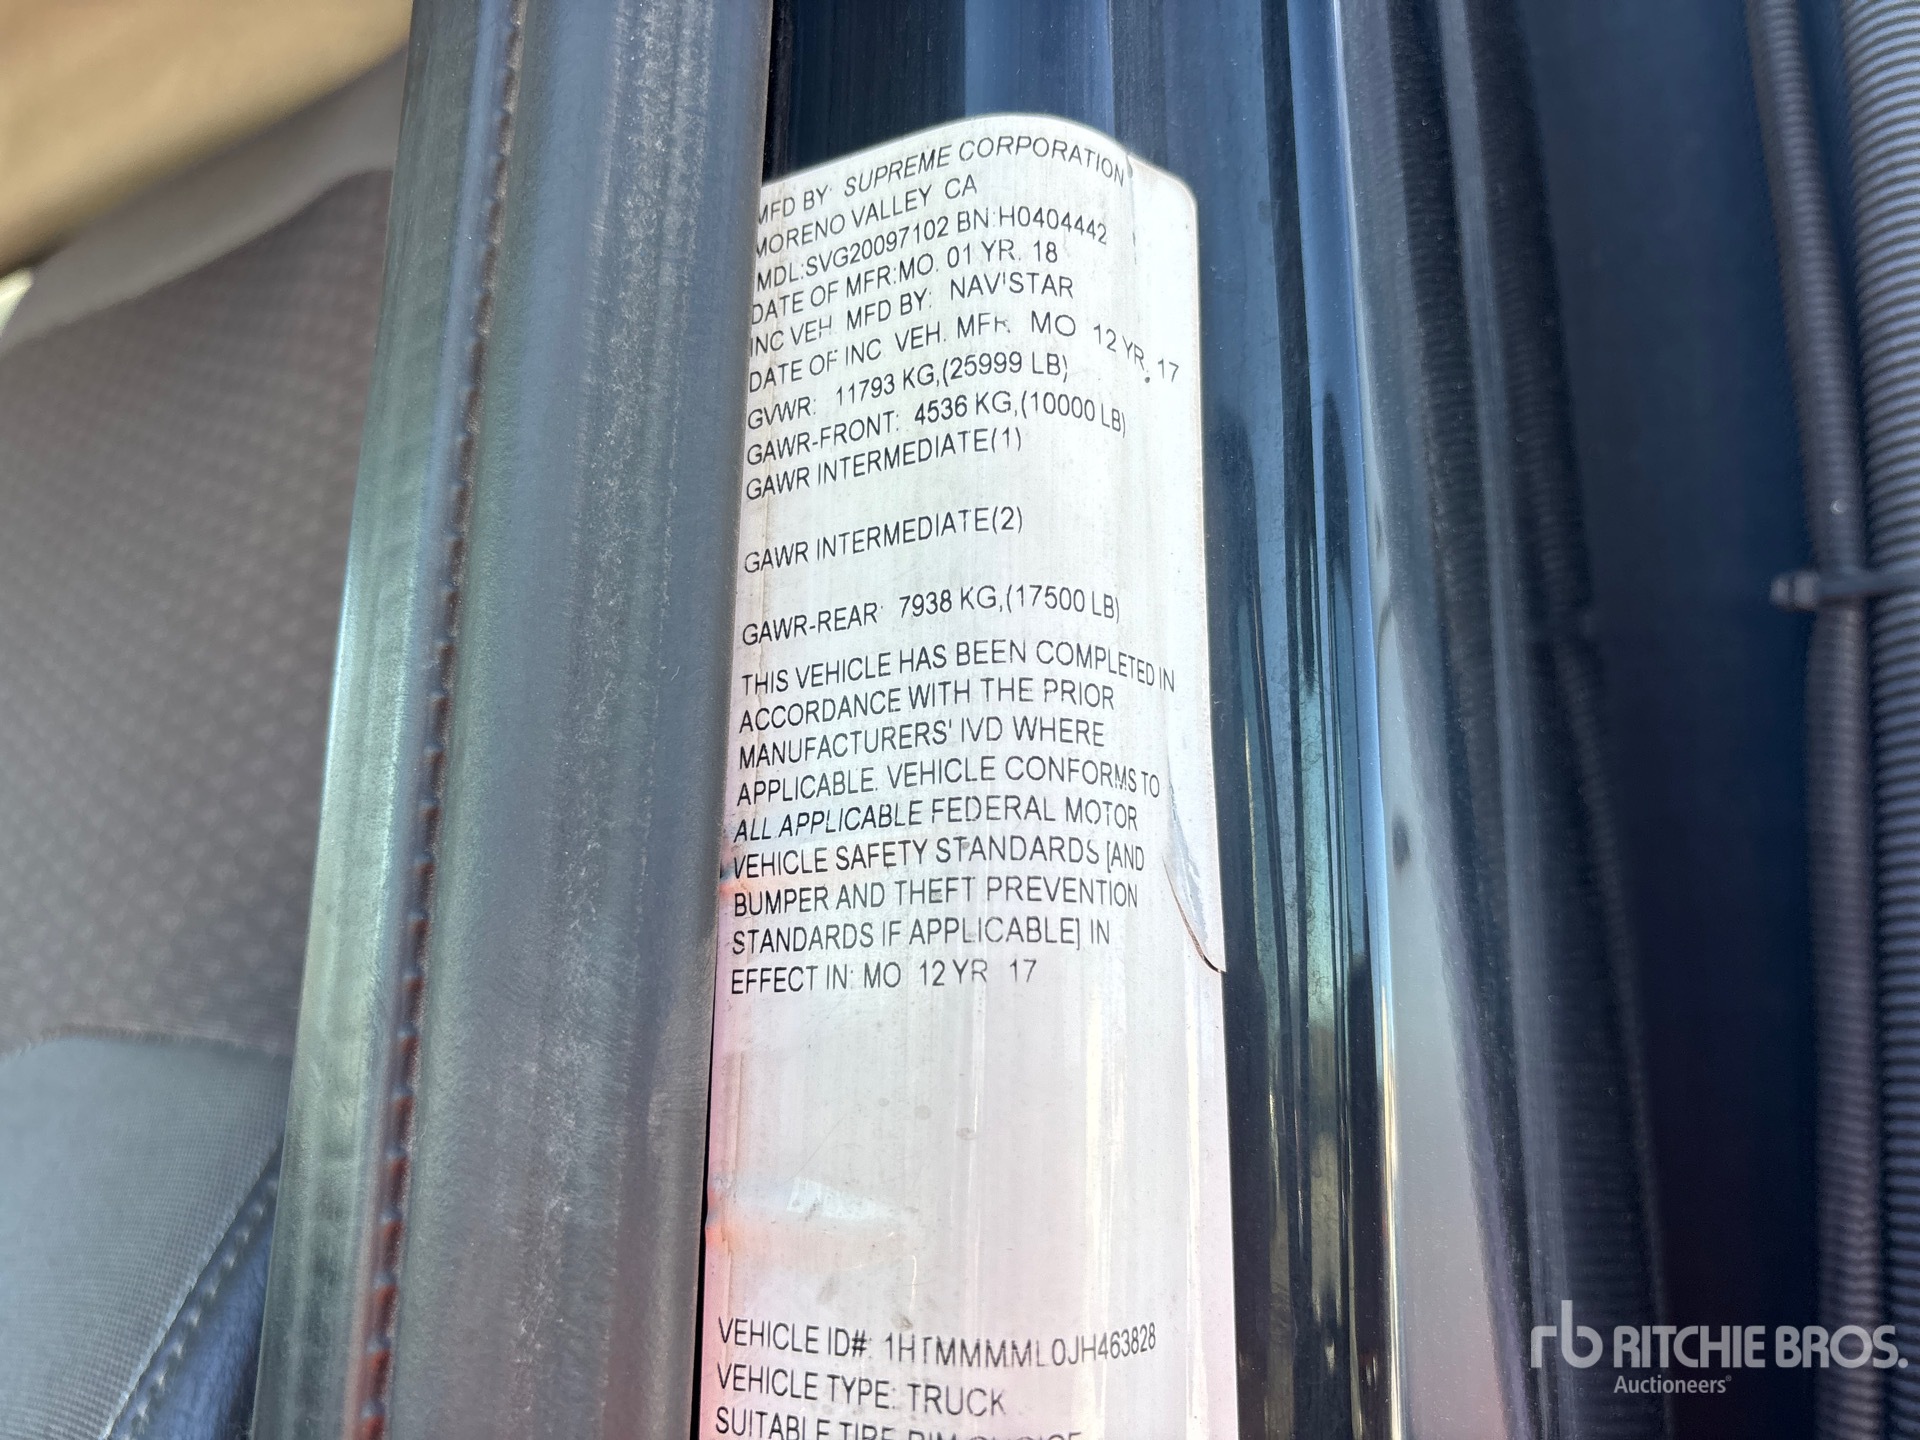 MFD BY: SUPREME CORPORATION
MORENO VALLEY CA
MDL:SVG20097102 BN:H0404442
DATE OF MFR:MO. 01 YR. 18
INC VEH. MFD BY: NAVISTAR
DATE OF INC VEH. MFR. MO 12 YR. 17
GVWR: 11793 KG,(25999 LB)
GAWR-FRONT: 4536 KG,(10000 LB)
GAWR INTERMEDIATE(1)
GAWR INTERMEDIATE(2)
GAWR-REAR: 7938 KG,(17500 LB)
THIS VEHICLE HAS BEEN COMPLETED IN
ACCORDANCE WITH THE PRIOR
MANUFACTURERS' IVD WHERE
APPLICABLE. VEHICLE CONFORMS TO
ALL APPLICABLE FEDERAL MOTOR
VEHICLE SAFETY STANDARDS [AND
BUMPER AND THEFT PREVENTION
STANDARDS IF APPLICABLE] IN
EFFECT IN: MO 12 YR 17
VEHICLE ID#: 1HTMMMML0JH463828
VEHICLE TYPE: TRUCK
SUITABLE TIRE RIM CHOICE
rb RITCHIE BROS.
Auctioneers